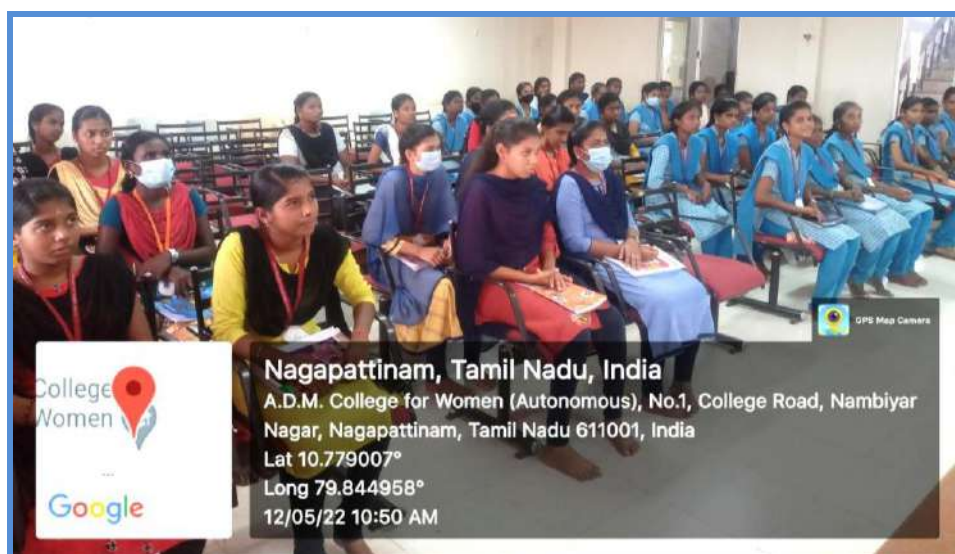 GPS Map Camera
College
Women
...
Google
Nagapattinam, Tamil Nadu, India
A.D.M. College for Women (Autonomous), No.1, College Road, Nambiyar
Nagar, Nagapattinam, Tamil Nadu 611001, India
Lat 10.779007°
Long 79.844958°
12/05/22 10:50 AM